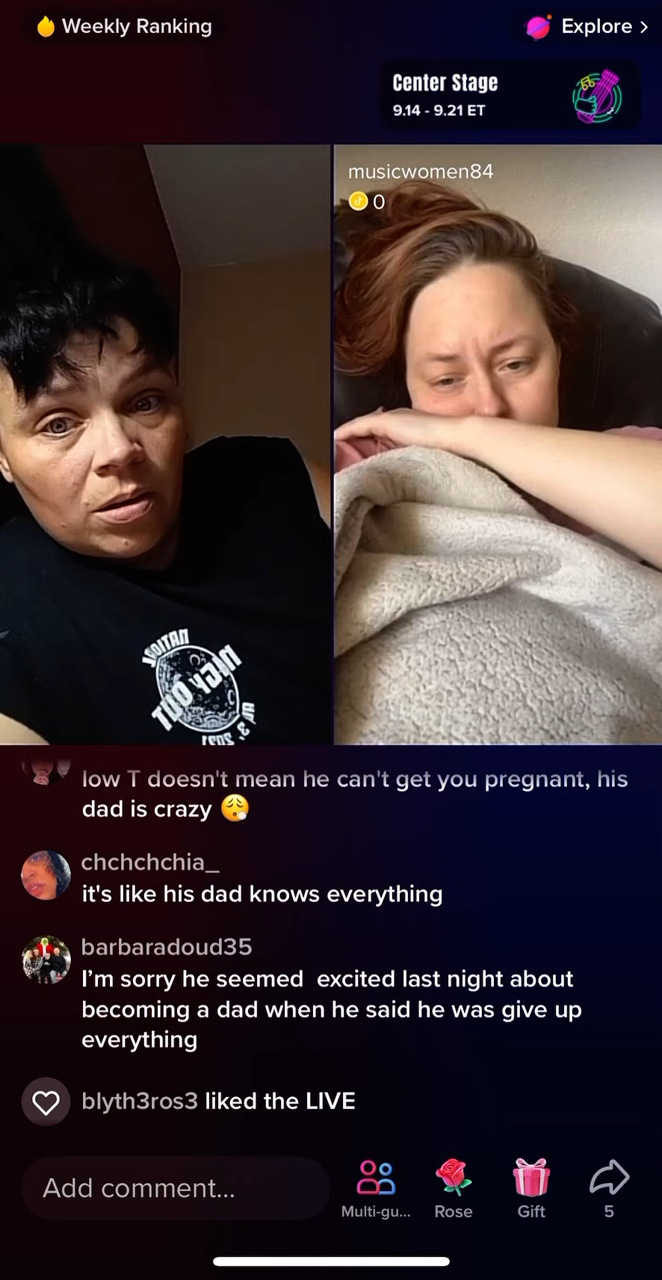 Weekly Ranking
Explore >
Center Stage
9.14 - 9.21 ET
musicwomen84
0
low T doesn't mean he can't get you pregnant, his
dad is crazy 😮‍💨
chchchchia_
it's like his dad knows everything
barbaradoud35
I’m sorry he seemed  excited last night about
becoming a dad when he said he was give up
everything
blyth3ros3 liked the LIVE
Add comment...
Multi-gu...
Rose
Gift
5